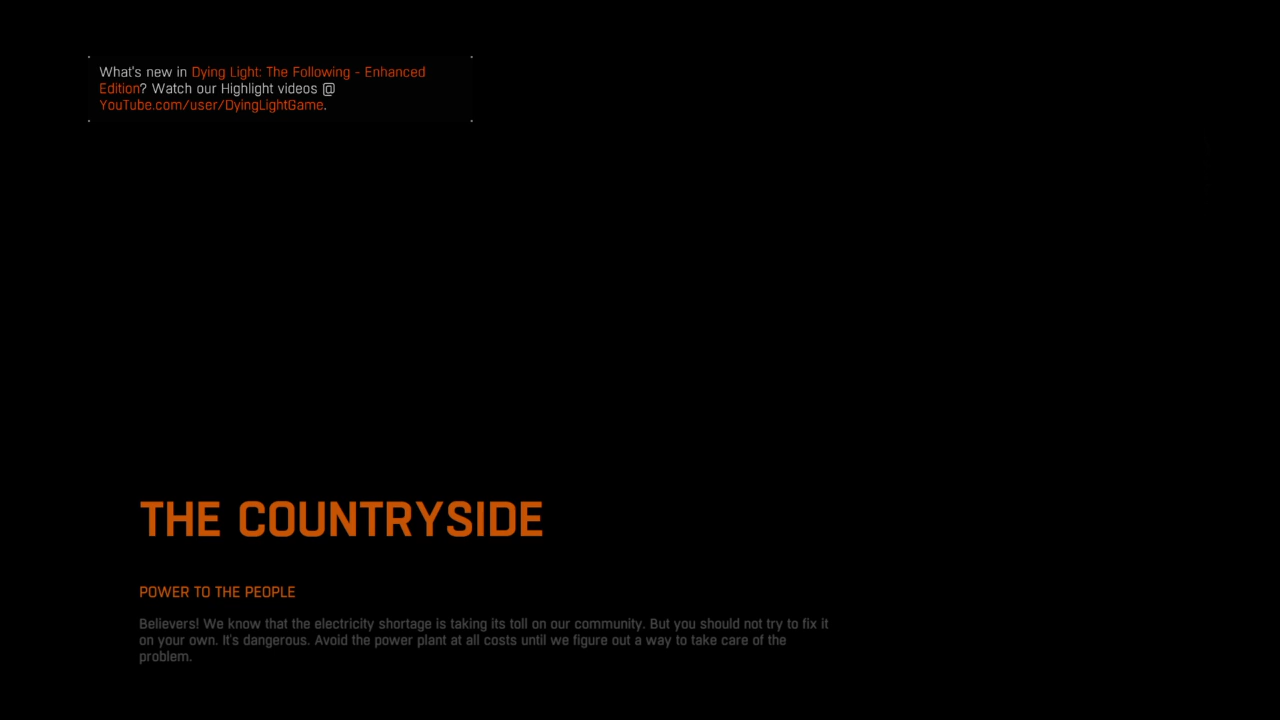 What's new in Dying Light: The Following - Enhanced
Edition? Watch our Highlight videos @
YouTube.com/user/DyingLightGame.
THE COUNTRYSIDE
POWER TO THE PEOPLE
Believers! We know that the electricity shortage is taking its toll on our community. But you should not try to fix it
on your own. It's dangerous. Avoid the power plant at all costs until we figure out a way to take care of the
problem.